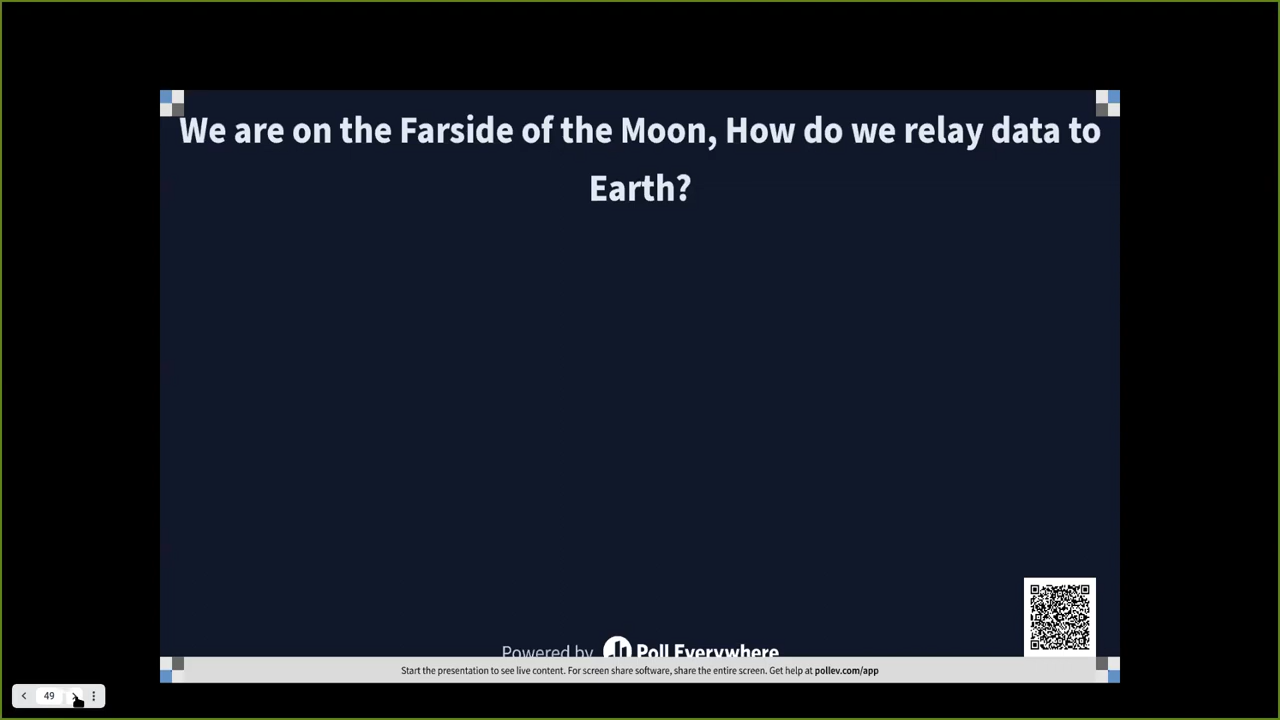 We are on the Farside of the Moon, How do we relay data to
Earth?
Powered by Poll Everywhere
Start the presentation to see live content. For screen share software, share the entire screen. Get help at pollev.com/app
49